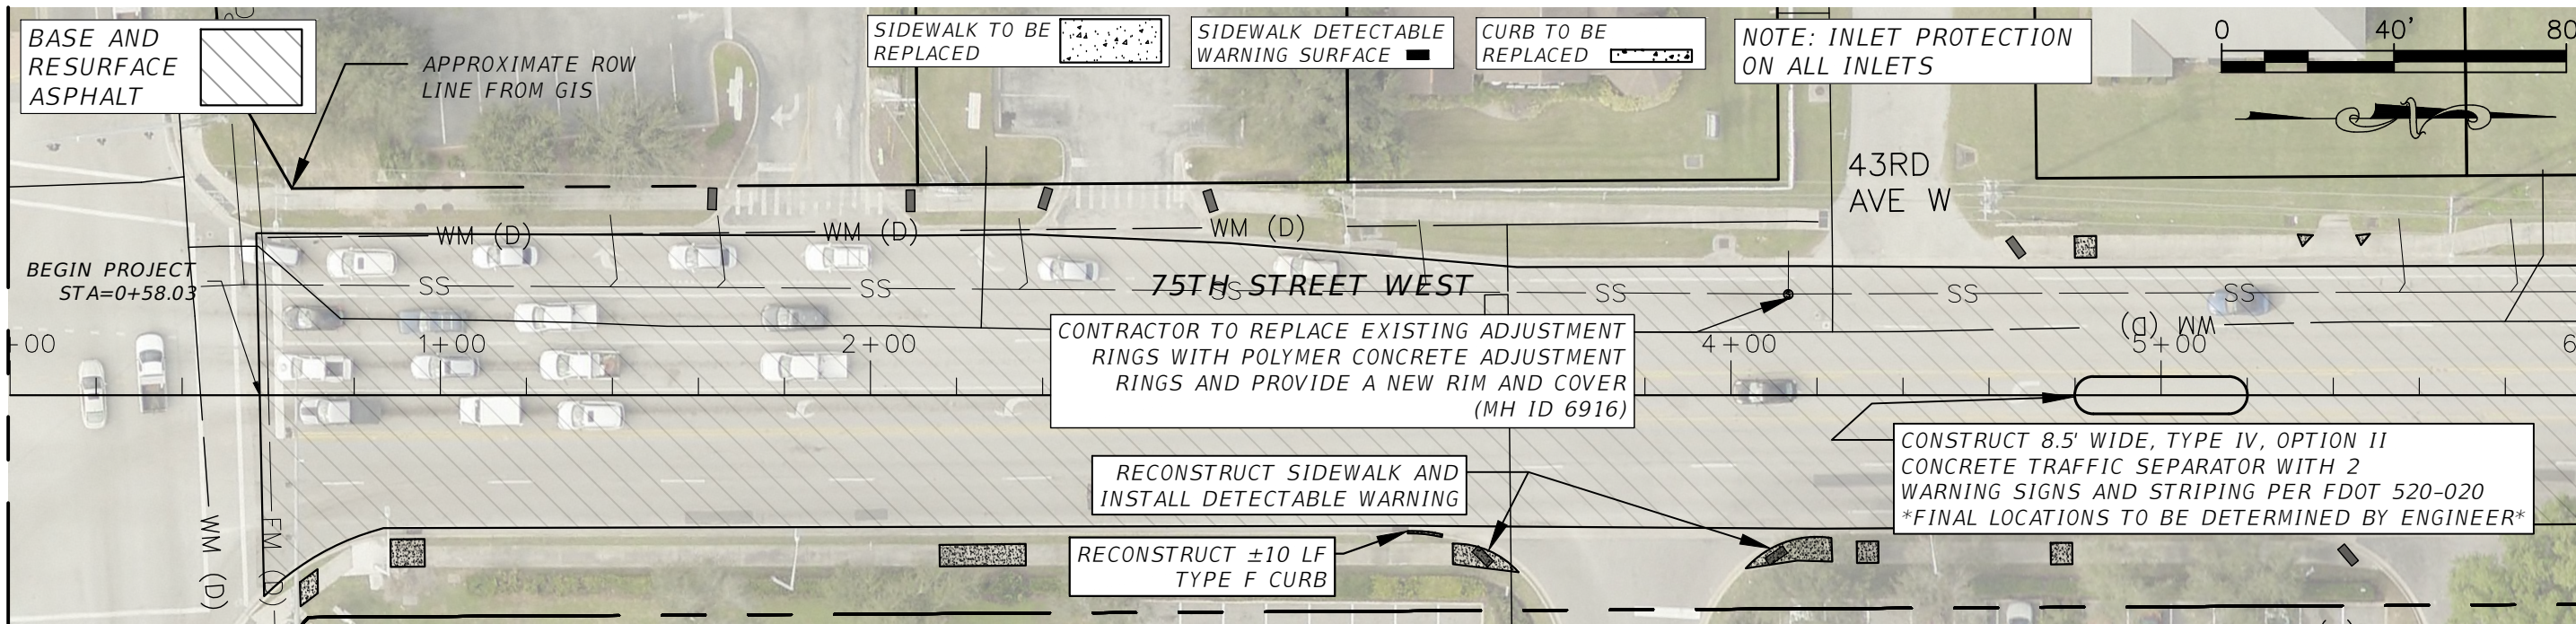 BASE AND
RESURFACE
ASPHALT
APPROXIMATE ROW
LINE FROM GIS
SIDEWALK TO BE
REPLACED
SIDEWALK DETECTABLE
WARNING SURFACE
CURB TO BE
REPLACED
NOTE: INLET PROTECTION
ON ALL INLETS
0 40' 80
43RD
AVE W
WM (D) WM (D) WM (D)
BEGIN PROJECT
STA=0+58.03
SS SS SS SS SS SS
75TH STREET WEST
WM (D)
+00 1+00 2+00 4+00 5+00 6
CONTRACTOR TO REPLACE EXISTING ADJUSTMENT
RINGS WITH POLYMER CONCRETE ADJUSTMENT
RINGS AND PROVIDE A NEW RIM AND COVER
(MH ID 6916)
CONSTRUCT 8.5' WIDE, TYPE IV, OPTION II
CONCRETE TRAFFIC SEPARATOR WITH 2
WARNING SIGNS AND STRIPING PER FDOT 520-020
*FINAL LOCATIONS TO BE DETERMINED BY ENGINEER*
RECONSTRUCT SIDEWALK AND
INSTALL DETECTABLE WARNING
RECONSTRUCT ±10 LF
TYPE F CURB
WM (D)
FM (D)